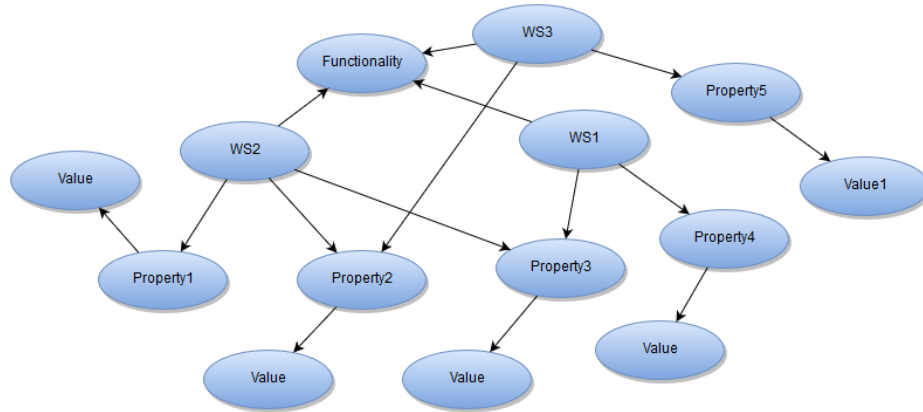 WS3
Functionality
Property5
WS2
WS1
Value
Value1
Property4
Property1
Property2
Property3
Value
Value
Value